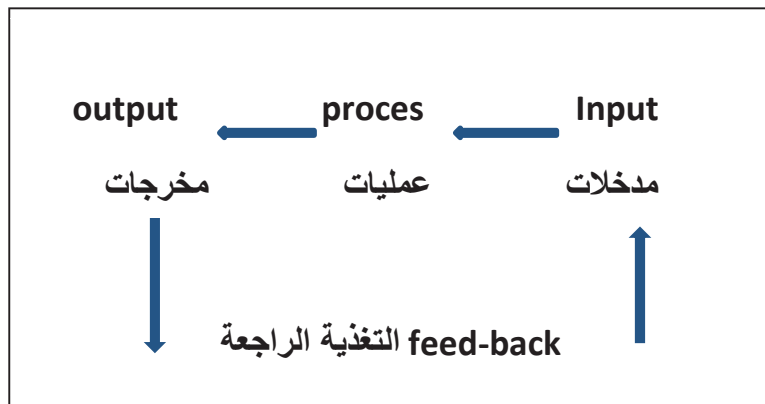 Input proces output
مدخلات عمليات مخرجات
feed-back التغذية الراجعة